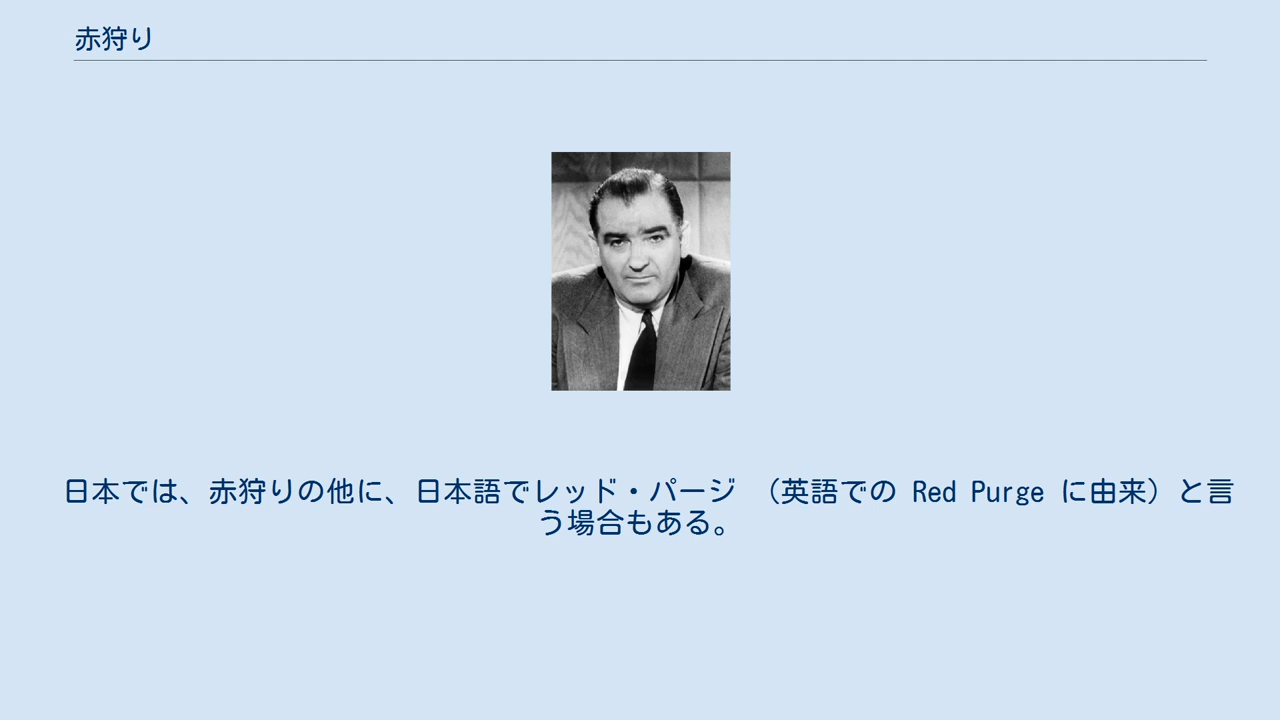 赤狩り
日本では、赤狩りの他に、日本語でレッド・パージ （英語での Red Purge に由来）と言
う場合もある。